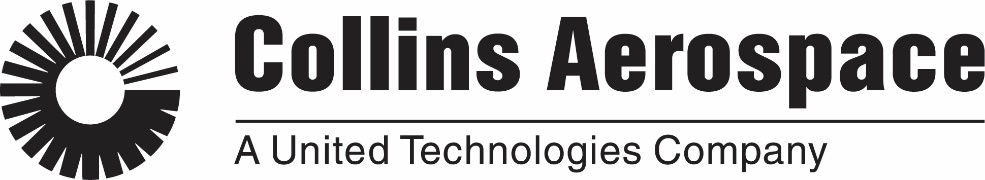 Collins Aerospace
A United Technologies Company